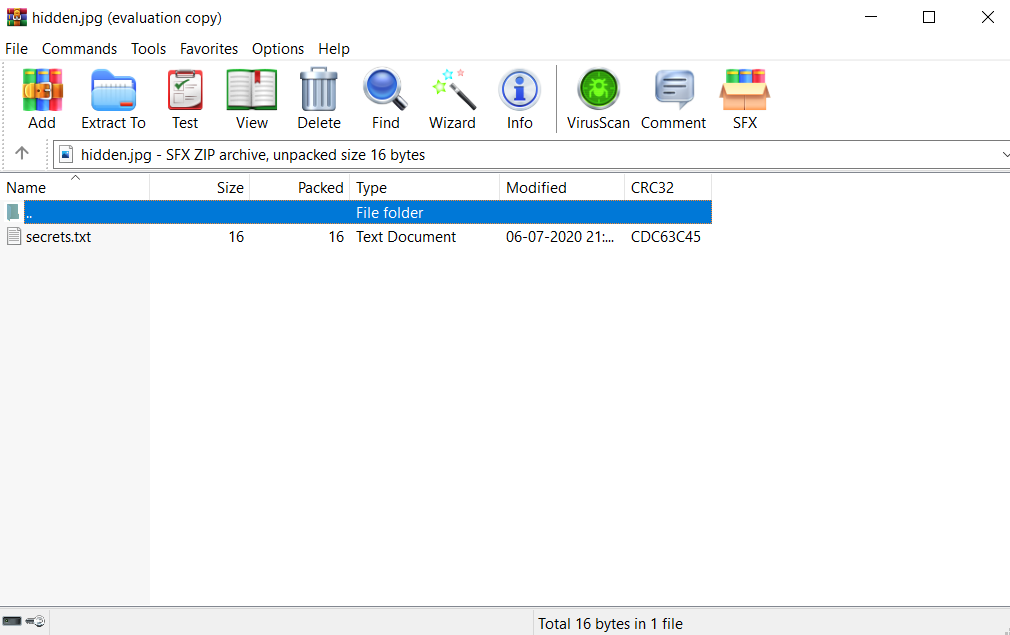 hidden.jpg (evaluation copy)
File Commands Tools Favorites Options Help
Add Extract To Test View Delete Find Wizard Info VirusScan Comment SFX
hidden.jpg - SFX ZIP archive, unpacked size 16 bytes
Name Size Packed Type Modified CRC32
.. File folder
secrets.txt 16 16 Text Document 06-07-2020 21:... CDC63C45
Total 16 bytes in 1 file